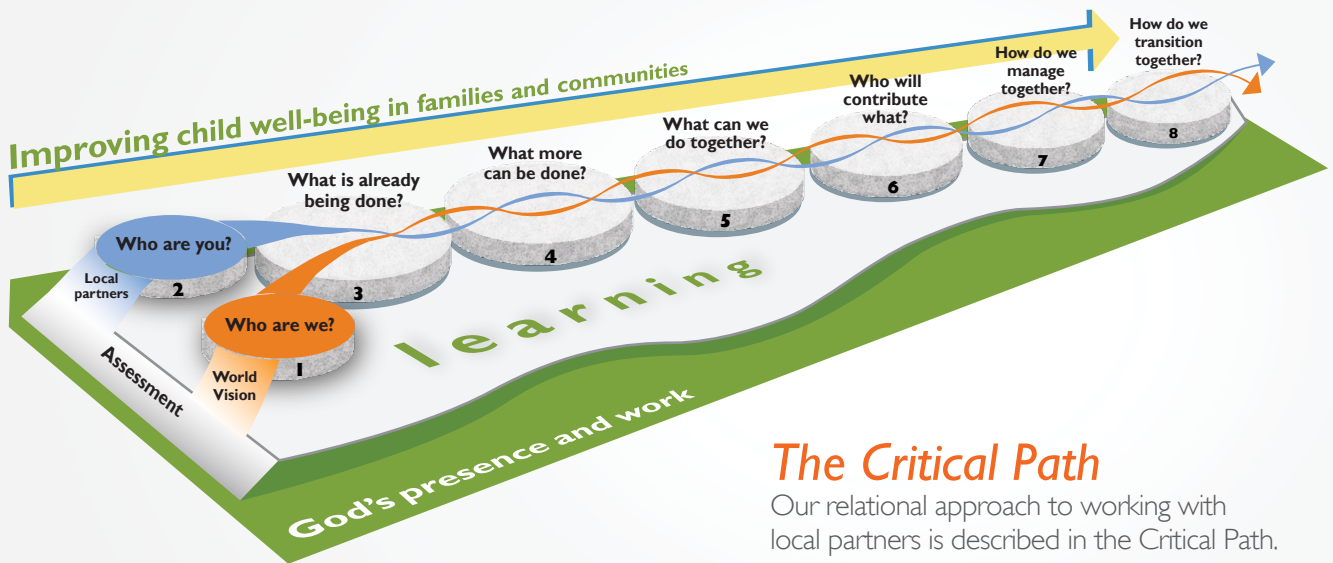 Improving child well-being in families and communities
Who are we?
1
World
Vision
Who are you?
2
Local
partners
Assessment
What is already
being done?
3
What more
can be done?
4
What can we
do together?
5
Who will
contribute
what?
6
How do we
manage
together?
7
How do we
transition
together?
8
learning
God's presence and work
The Critical Path
Our relational approach to working with
local partners is described in the Critical Path.